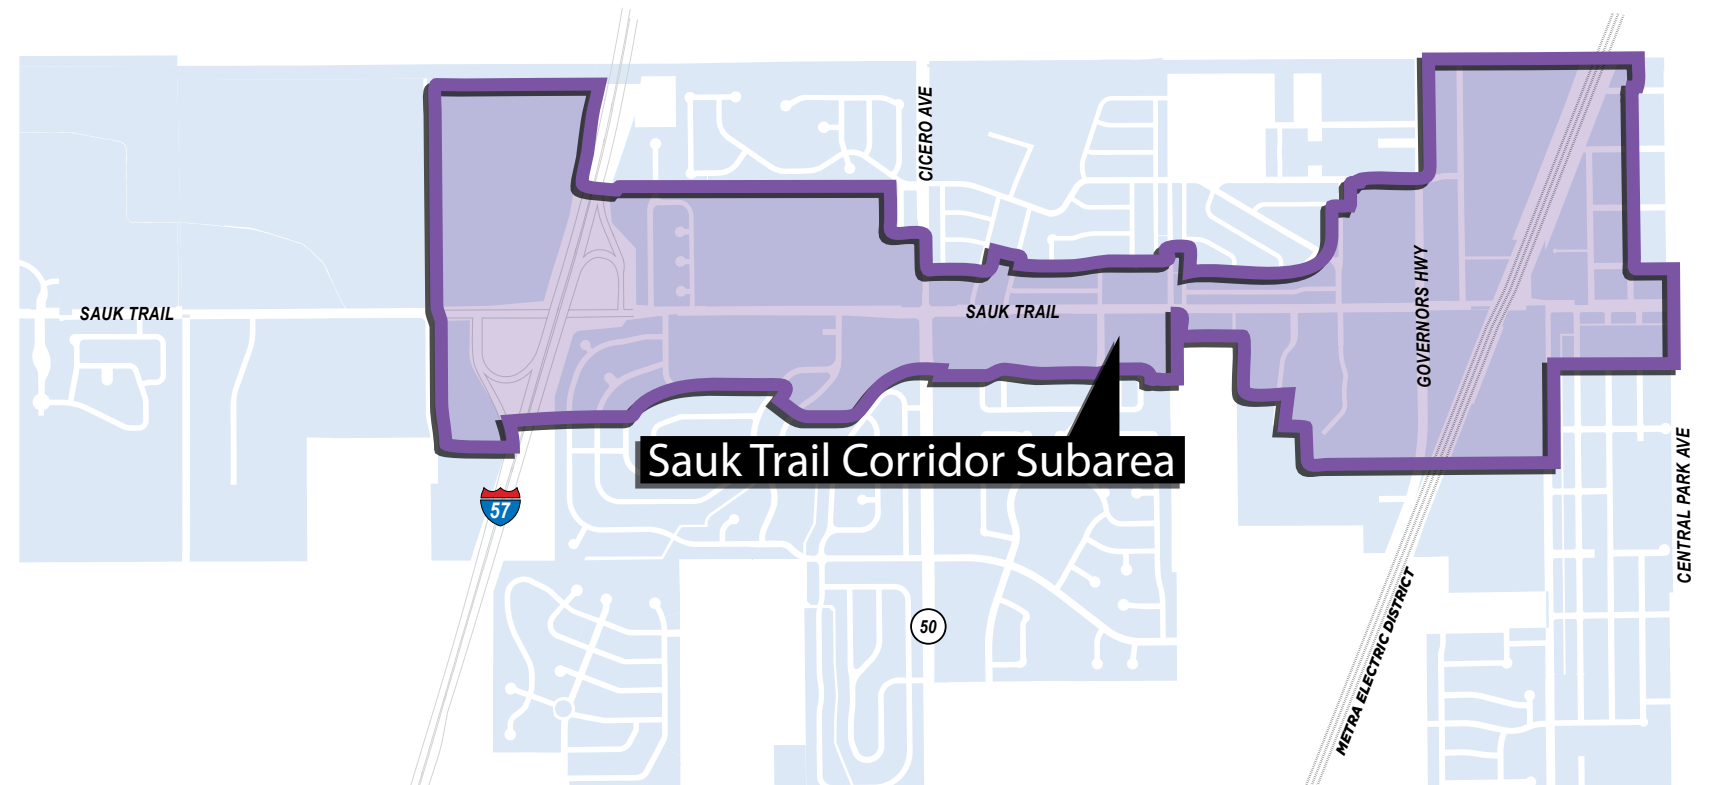 CICERO AVE
SAUK TRAIL
SAUK TRAIL
GOVERNORS HWY
Sauk Trail Corridor Subarea
57
CENTRAL PARK AVE
50
METRA ELECTRIC DISTRICT